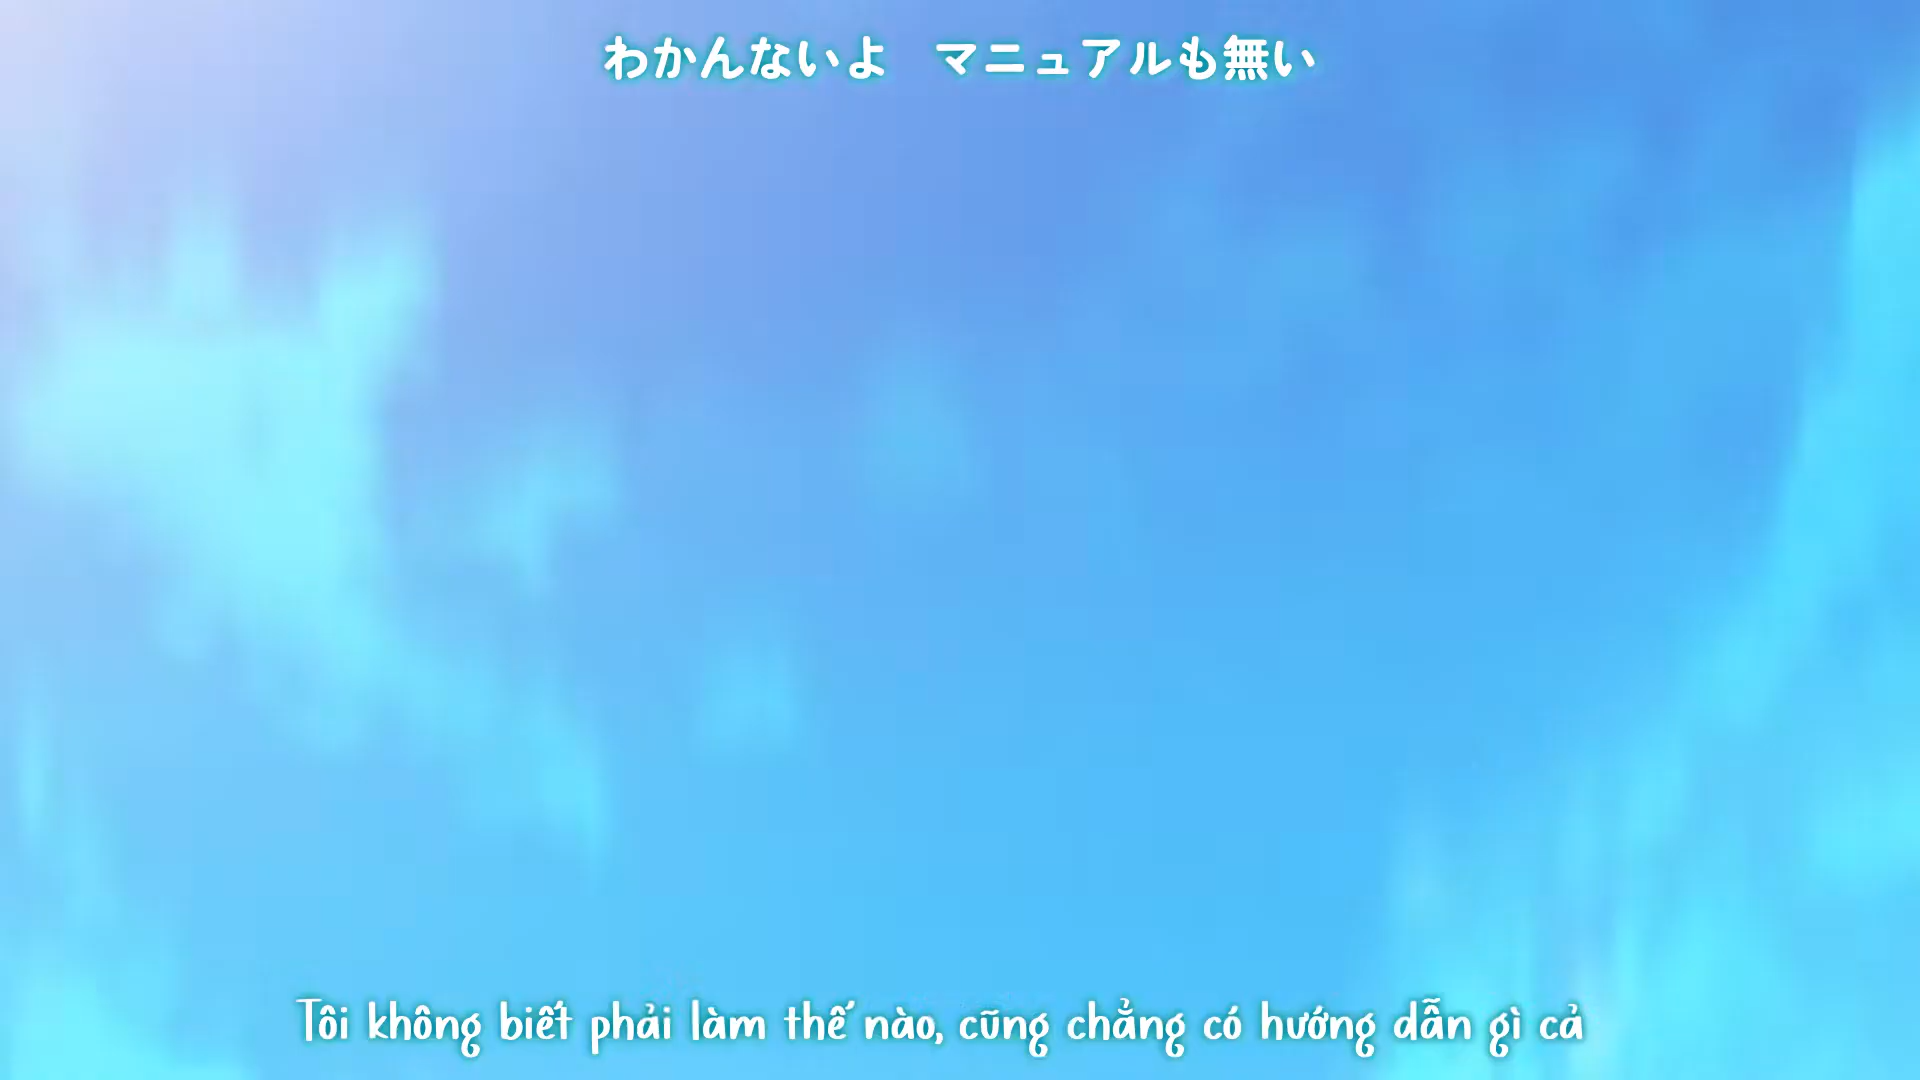 わかんないよ　マニュアルも無い
Tôi không biết phải làm thế nào, cũng chẳng có hướng dẫn gì cả